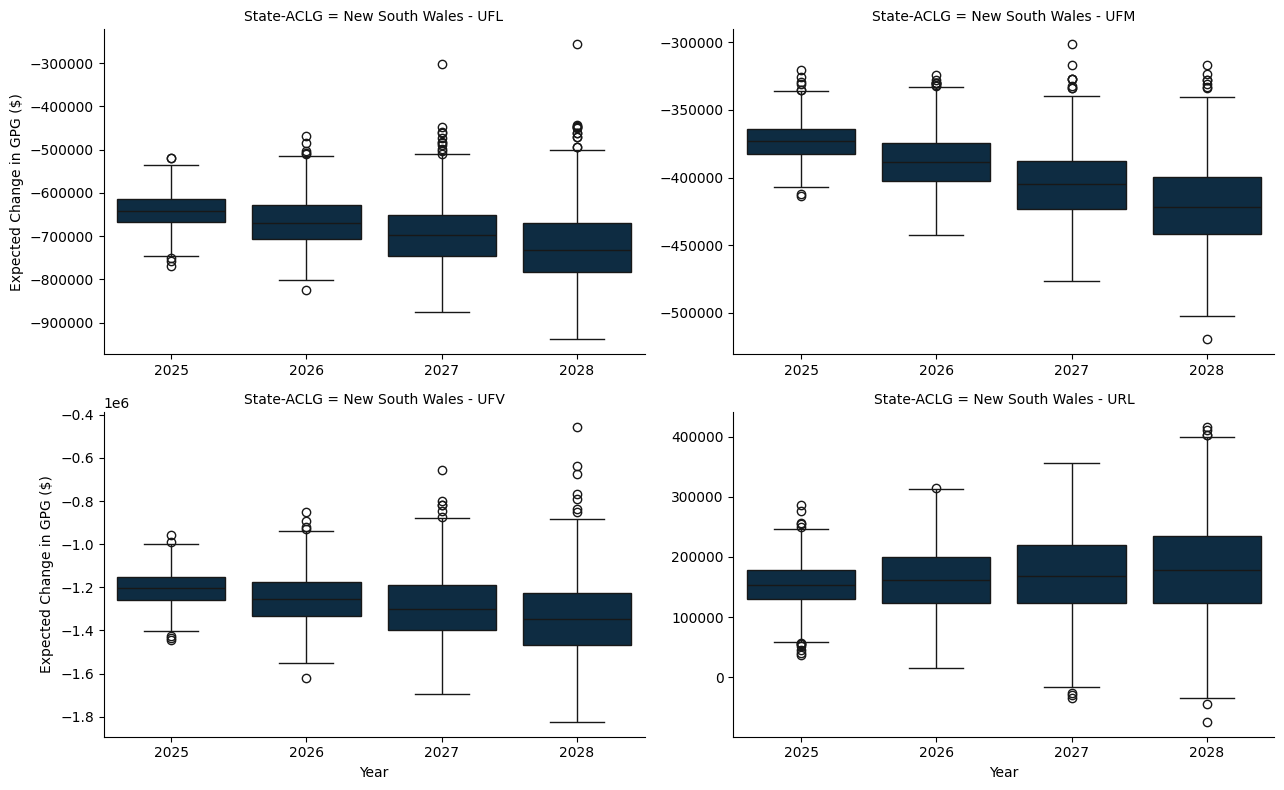 State-ACLG = New South Wales - UFL
Expected Change in GPG ($)
−300000
−400000
−500000
−600000
−700000
−800000
−900000
2025 2026 2027 2028
State-ACLG = New South Wales - UFM
−300000
−350000
−400000
−450000
−500000
2025 2026 2027 2028
State-ACLG = New South Wales - UFV
1e6
Expected Change in GPG ($)
−0.4
−0.6
−0.8
−1.0
−1.2
−1.4
−1.6
−1.8
2025 2026 2027 2028
Year
State-ACLG = New South Wales - URL
400000
300000
200000
100000
0
2025 2026 2027 2028
Year